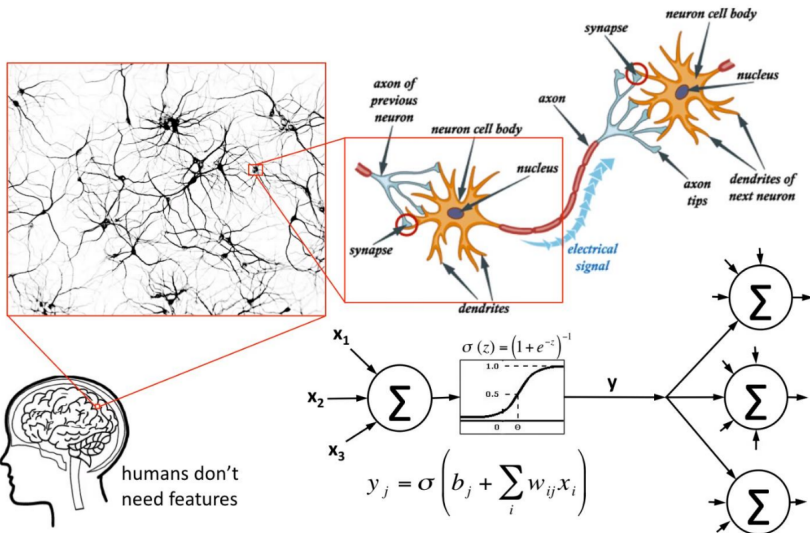 neuron cell body
synapse
nucleus
axon of
previous
neuron
axon
neuron cell body
nucleus
axon
tips
dendrites of
next neuron
synapse
electrical
signal
dendrites
x₁
x₂
x₃
Σ
σ(z) = (1 + e⁻ᶻ)⁻¹
1.0
0.5
0 Θ
y
Σ
Σ
Σ
y_j = σ(b_j + ∑_i w_ij x_i)
humans don't
need features